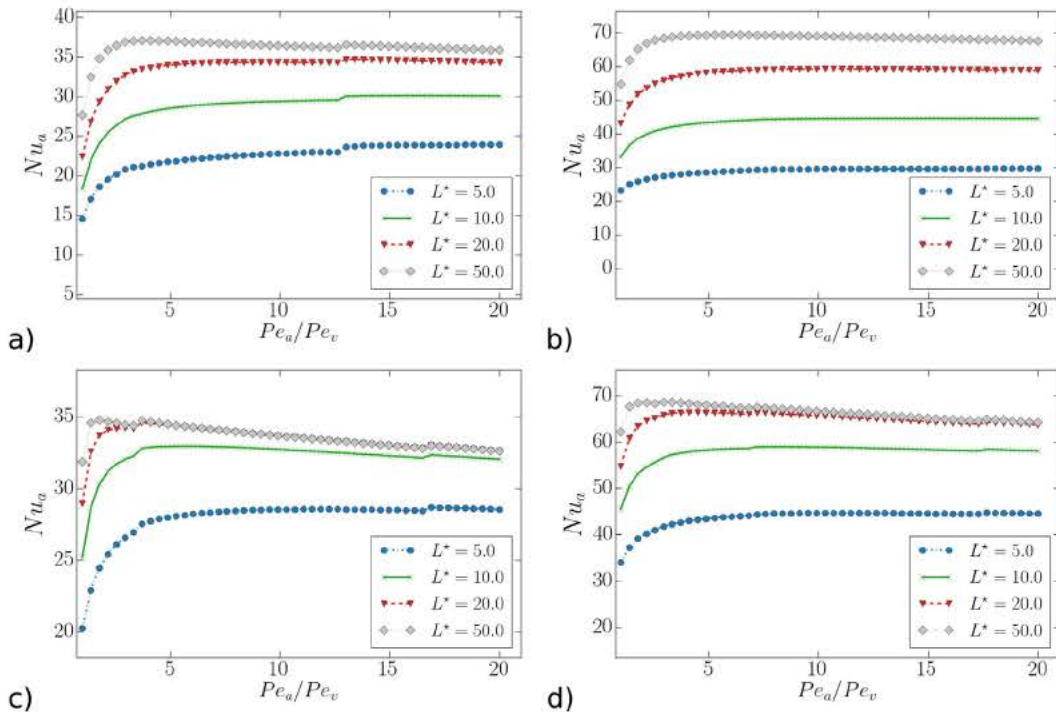 40
35
30
25
20
15
10
5
Nu_a
5
10
15
20
Pe_a/Pe_v
L* = 5.0
L* = 10.0
L* = 20.0
L* = 50.0
a)
70
60
50
40
30
20
10
0
Nu_a
5
10
15
20
Pe_a/Pe_v
L* = 5.0
L* = 10.0
L* = 20.0
L* = 50.0
b)
35
30
25
20
Nu_a
5
10
15
20
Pe_a/Pe_v
L* = 5.0
L* = 10.0
L* = 20.0
L* = 50.0
c)
70
60
50
40
30
20
Nu_a
5
10
15
20
Pe_a/Pe_v
L* = 5.0
L* = 10.0
L* = 20.0
L* = 50.0
d)